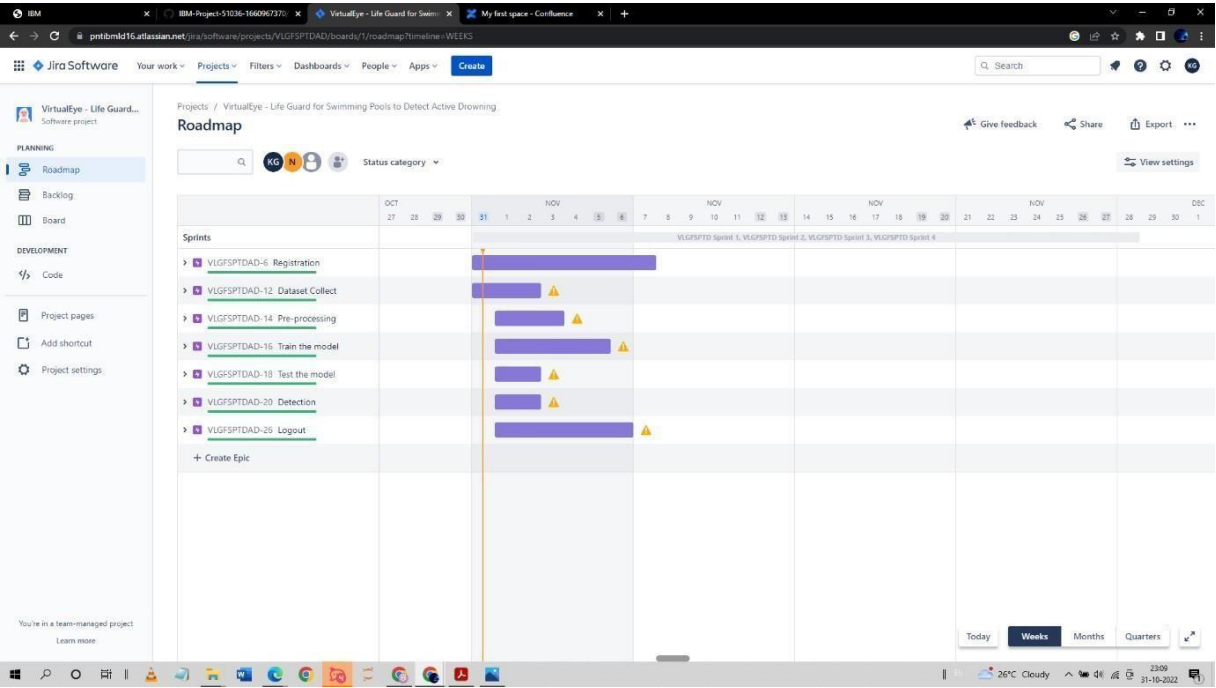 IBM
IBM-Project-51036-1660967370
VirtualEye - Life Guard for Swimm
My first space - Confluence
pntibmld16.atlassian.net/jira/software/projects/VLGFSPTDAD/boards/1/roadmap?timeline=WEEKS
Jira Software Your work Projects Filters Dashboards People Apps Create Search KG
VirtualEye - Life Guard...
Software project
PLANNING
Roadmap
Backlog
Board
DEVELOPMENT
Code
Project pages
Add shortcut
Project settings
You're in a team-managed project
Learn more
Projects / VirtualEye - Life Guard for Swimming Pools to Detect Active Drowning
Roadmap
Give feedback Share Export
KG N Status category View settings
OCT NOV NOV NOV NOV DEC
27 28 29 30 31 1 2 3 4 5 6 7 8 9 10 11 12 13 14 15 16 17 18 19 20 21 22 23 24 25 26 27 28 29 30 1
Sprints VLGFSPTD Sprint 1, VLGFSPTD Sprint 2, VLGFSPTD Sprint 3, VLGFSPTD Sprint 4
VLGFSPTDAD-6 Registration
VLGFSPTDAD-12 Dataset Collect
VLGFSPTDAD-14 Pre-processing
VLGFSPTDAD-16 Train the model
VLGFSPTDAD-18 Test the model
VLGFSPTDAD-20 Detection
VLGFSPTDAD-26 Logout
+ Create Epic
Today Weeks Months Quarters
26°C Cloudy
23:09
31-10-2022